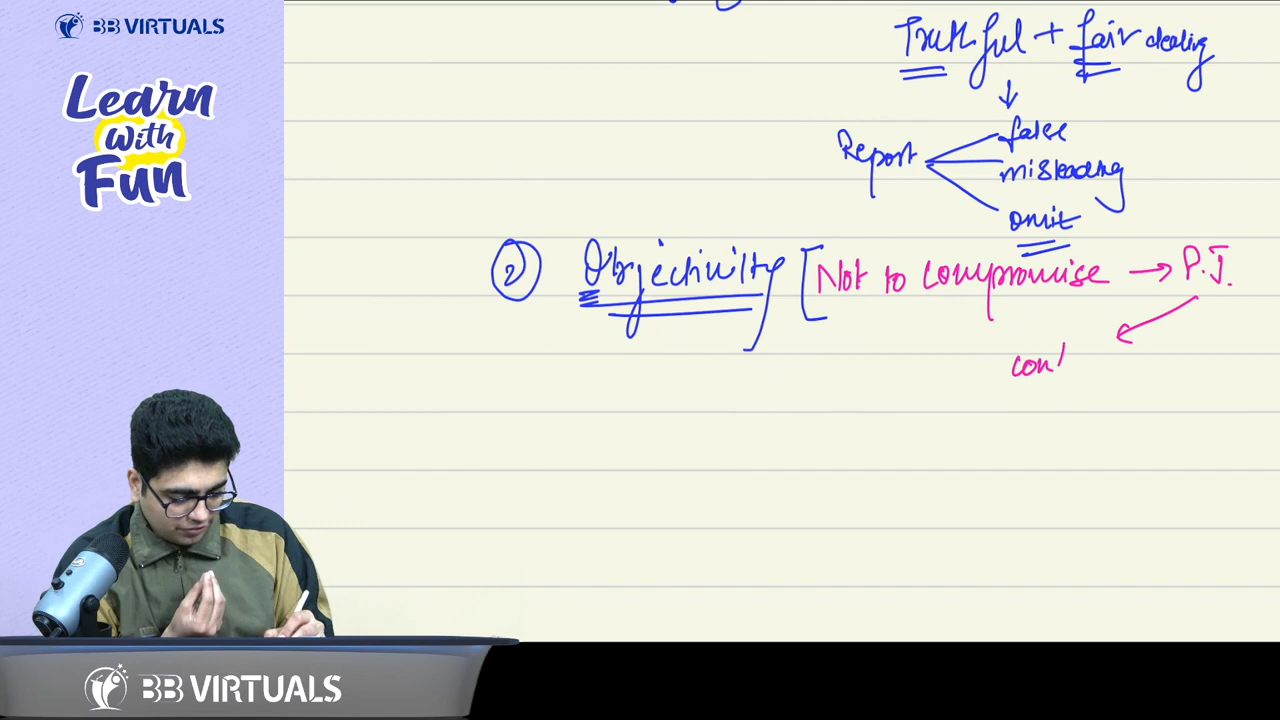 BB VIRTUALS
Learn
With
Fun
Truthful + fair dealing
↓
Report
false
misleading
omit
② Objectivity [Not to compromise → P.J.
con
BB VIRTUALS